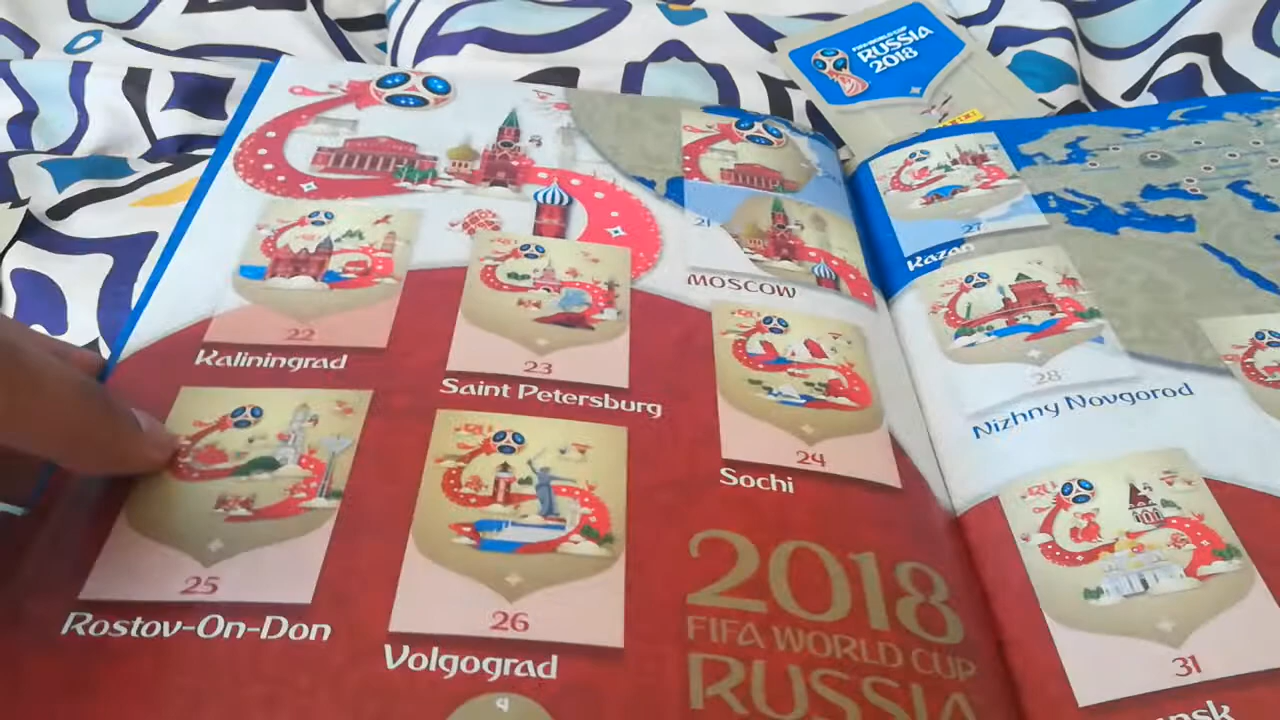 FIFA WORLD CUP
RUSSIA
2018
21
MOSCOW
22
Kaliningrad
23
Saint Petersburg
24
Sochi
25
Rostov-On-Don
26
Volgograd
2018
FIFA WORLD CUP
RUSSIA
27
Kazan
28
Nizhny Novgorod
31